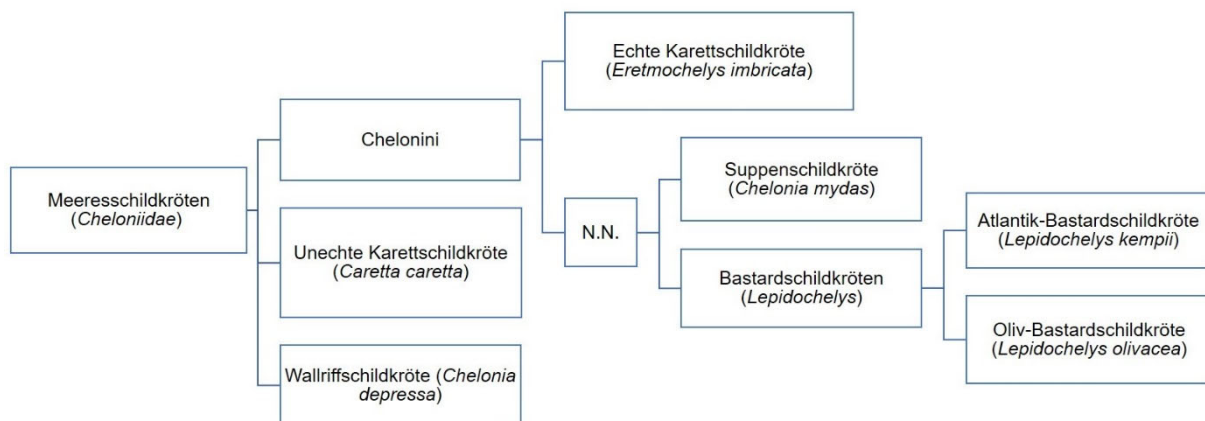 Echte Karettschildkröte
(Eretmochelys imbricata)
Chelonini
Suppenschildkröte
(Chelonia mydas)
Meeresschildkröten
(Cheloniidae)
Atlantik-Bastardschildkröte
(Lepidochelys kempii)
N.N.
Unechte Karettschildkröte
(Caretta caretta)
Bastardschildkröten
(Lepidochelys)
Oliv-Bastardschildkröte
(Lepidochelys olivacea)
Wallriffschildkröte (Chelonia
depressa)